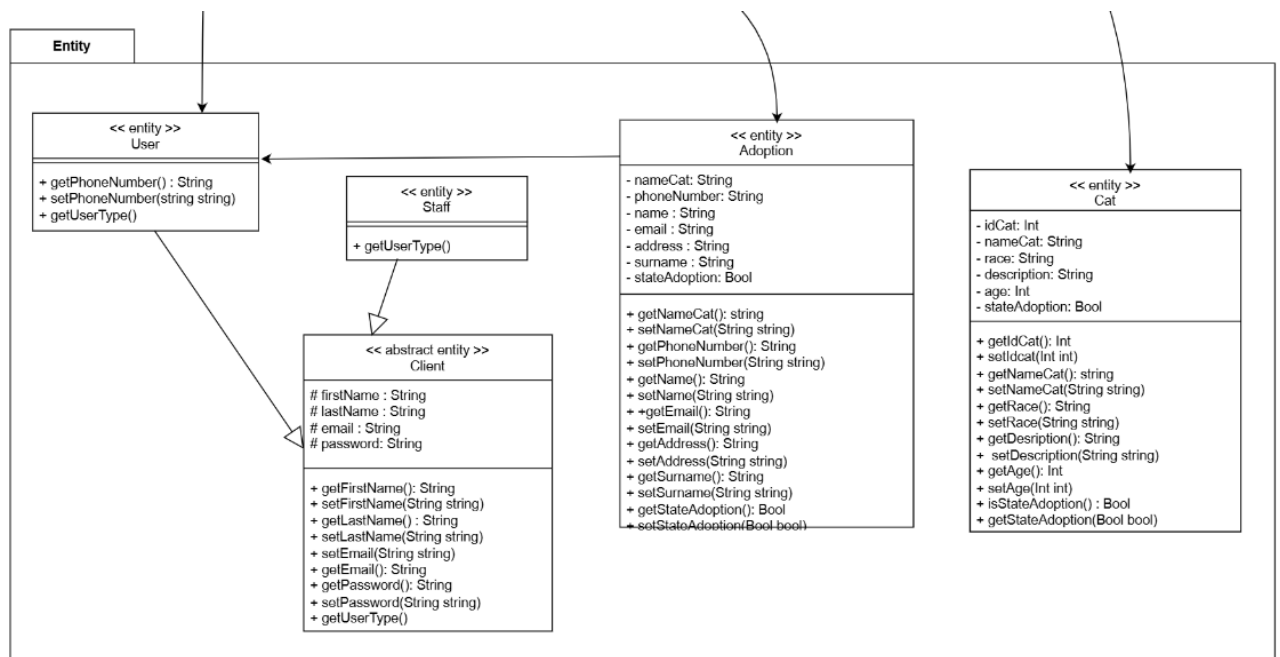 Entity
<< entity >>
User
+ getPhoneNumber() : String
+ setPhoneNumber(string string)
+ getUserType()
<< entity >>
Staff
+ getUserType()
<< abstract entity >>
Client
# firstName : String
# lastName : String
# email : String
# password: String
+ getFirstName(): String
+ setFirstName(String string)
+ getLastName() : String
+ setLastName(String string)
+ setEmail(String string)
+ getEmail(): String
+ getPassword(): String
+ setPassword(String string)
+ getUserType()
<< entity >>
Adoption
- nameCat: String
- phoneNumber: String
- name : String
- email : String
- address : String
- surname : String
- stateAdoption: Bool
+ getNameCat(): string
+ setNameCat(String string)
+ getPhoneNumber(): String
+ setPhoneNumber(String string)
+ getName(): String
+ setName(String string)
+ +getEmail(): String
+ setEmail(String string)
+ getAddress(): String
+ setAddress(String string)
+ getSurname(): String
+ setSurname(String string)
+ getStateAdoption(): Bool
+ setStateAdoption(Bool bool)
<< entity >>
Cat
- idCat: Int
- nameCat: String
- race: String
- description: String
- age: Int
- stateAdoption: Bool
+ getIdCat(): Int
+ setIdcat(Int int)
+ getNameCat(): string
+ setNameCat(String string)
+ getRace(): String
+ setRace(String string)
+ getDesription(): String
+ setDescription(String string)
+ getAge(): Int
+ setAge(Int int)
+ isStateAdoption() : Bool
+ getStateAdoption(Bool bool)